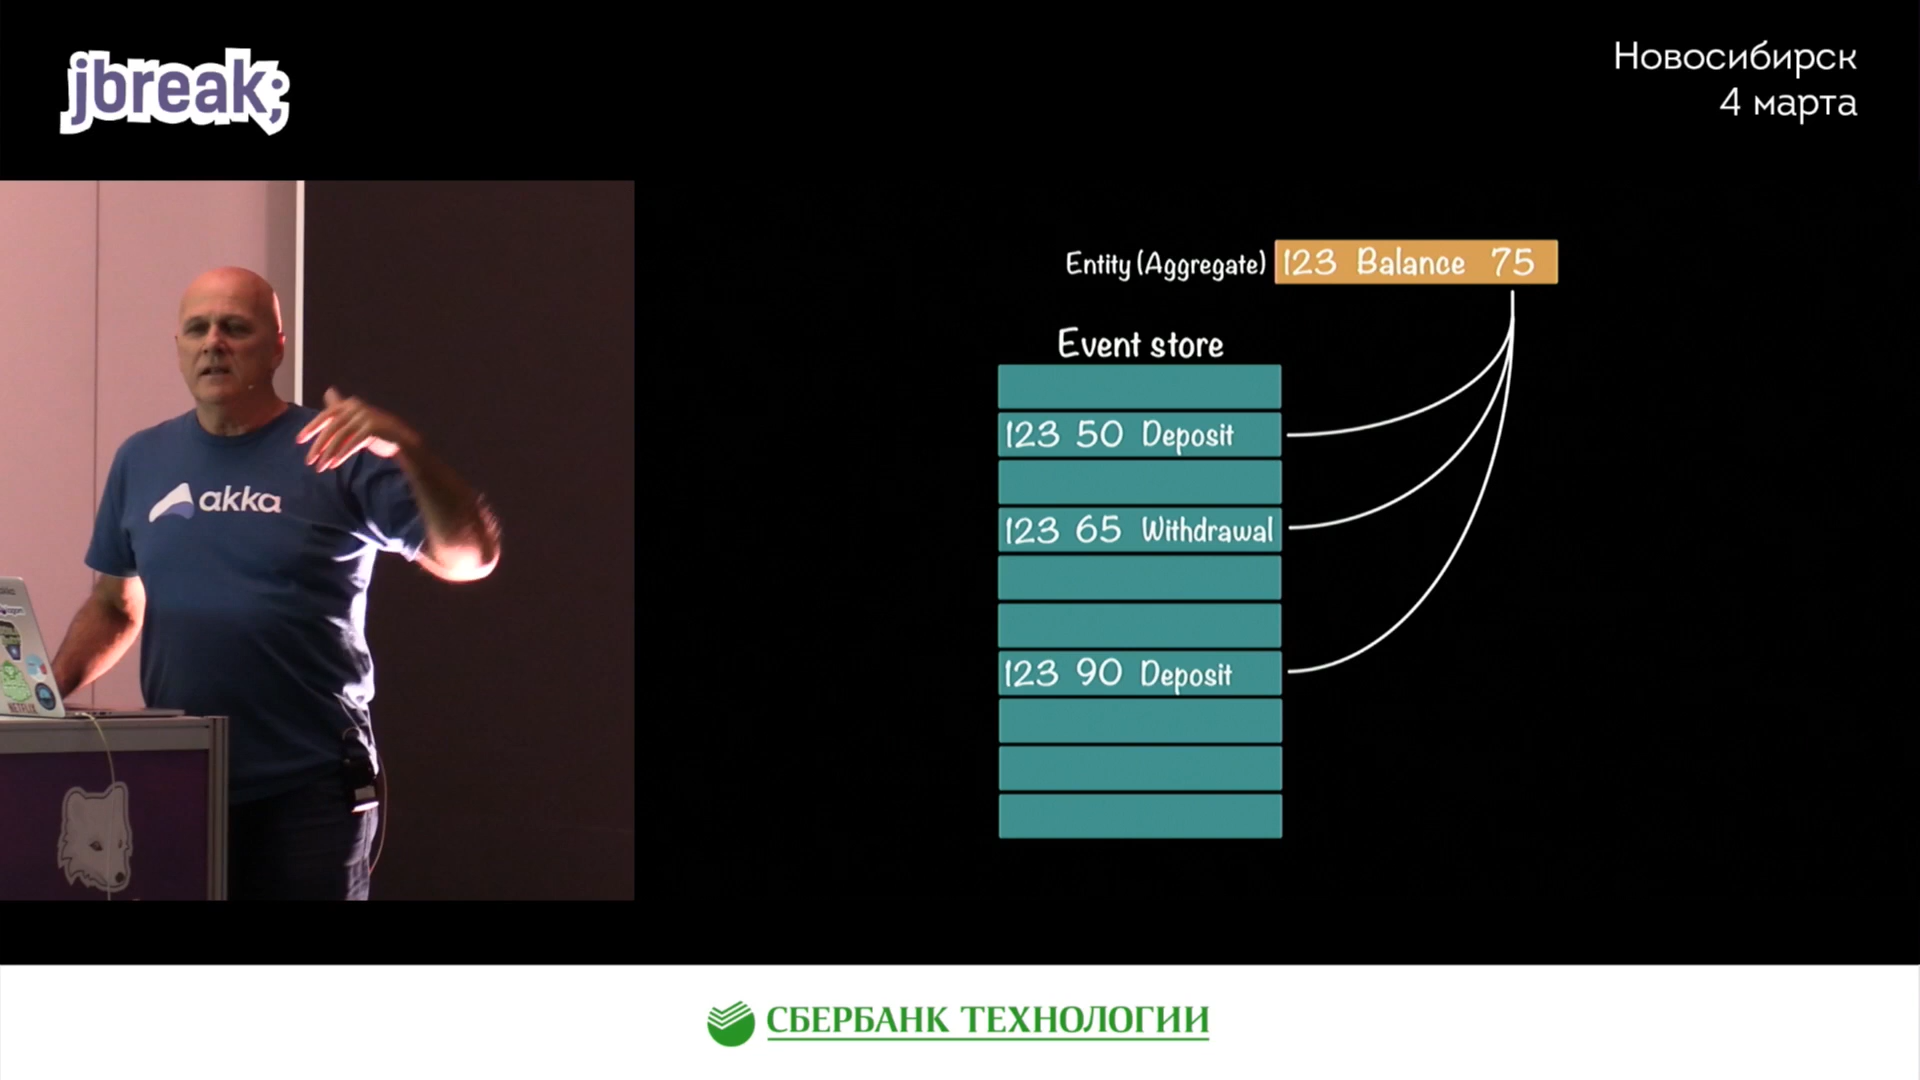 jbreak;
Новосибирск
4 марта
akka
NETFLIX
Entity (Aggregate) 123 Balance 75
Event store
123 50 Deposit
123 65 Withdrawal
123 90 Deposit
СБЕРБАНК ТЕХНОЛОГИИ